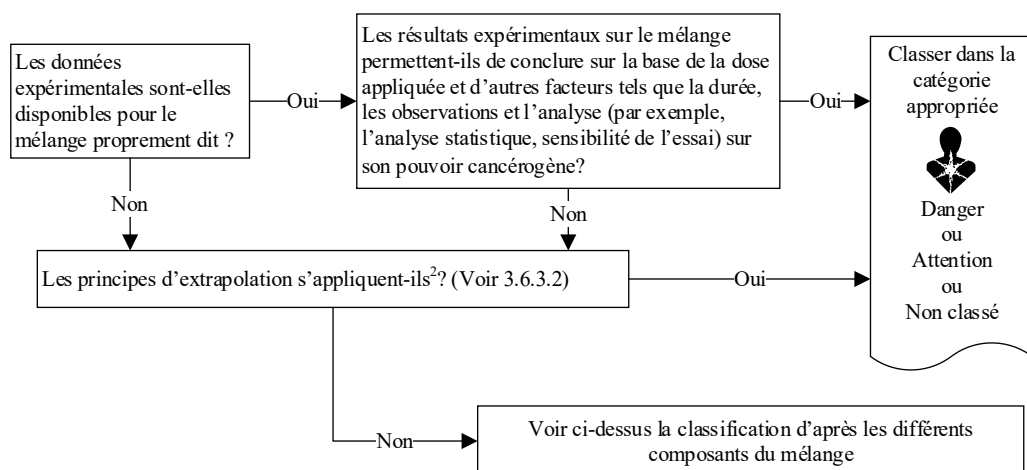 Les données
expérimentales sont-elles
disponibles pour le
mélange proprement dit ?
Oui
Les résultats expérimentaux sur le mélange
permettent-ils de conclure sur la base de la dose
appliquée et d'autres facteurs tels que la durée,
les observations et l'analyse (par exemple,
l'analyse statistique, sensibilité de l'essai) sur
son pouvoir cancérogène?
Oui
Classer dans la
catégorie
appropriée
Danger
ou
Attention
ou
Non classé
Non
Non
Les principes d'extrapolation s'appliquent-ils²? (Voir 3.6.3.2)
Oui
Non
Voir ci-dessus la classification d'après les différents
composants du mélange